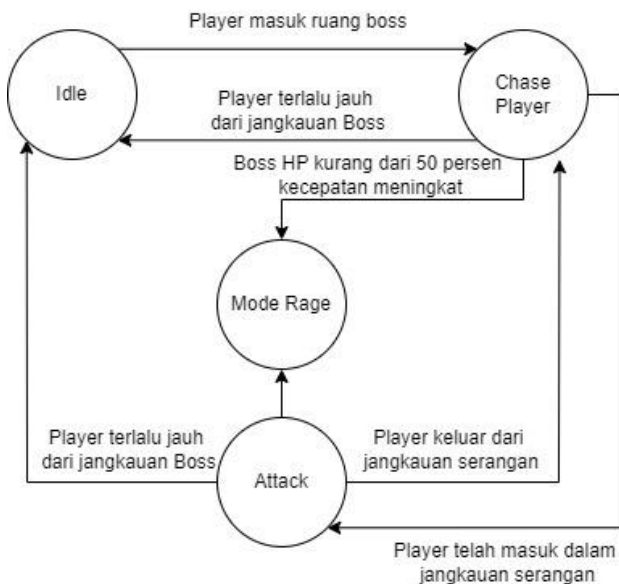 Player masuk ruang boss
Idle
Chase
Player
Player terlalu jauh
dari jangkauan Boss
Boss HP kurang dari 50 persen
kecepatan meningkat
Mode Rage
Player terlalu jauh
dari jangkauan Boss
Player keluar dari
jangkauan serangan
Attack
Player telah masuk dalam
jangkauan serangan